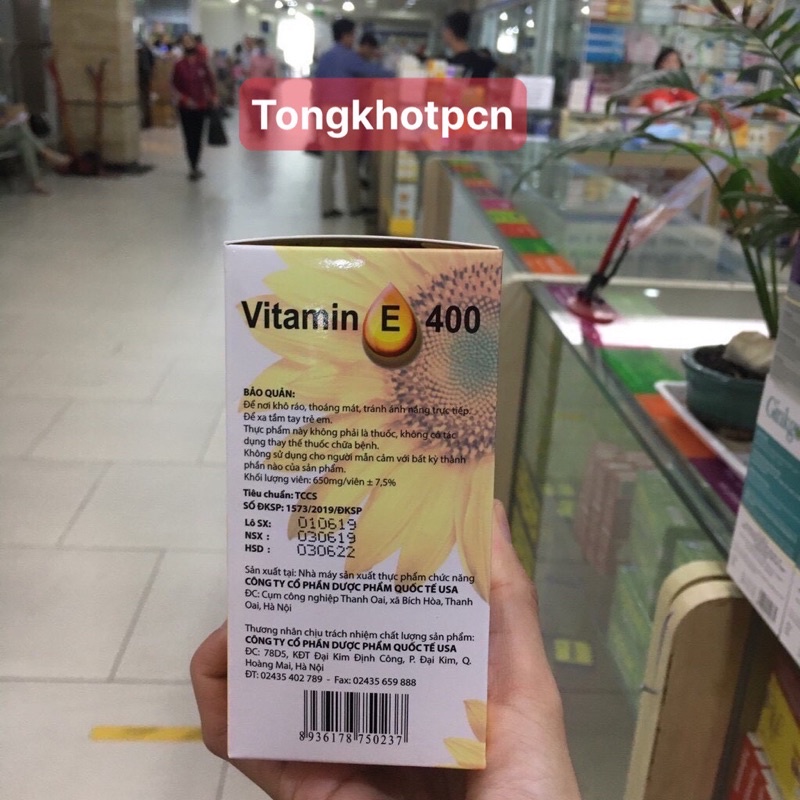 Tongkhotpcn
Vitamin E 400
BẢO QUẢN:
Để nơi khô ráo, thoáng mát, tránh ánh nắng trực tiếp.
Để xa tầm tay trẻ em.
Thực phẩm này không phải là thuốc, không có tác
dụng thay thế thuốc chữa bệnh.
Không sử dụng cho người mẫn cảm với bất kỳ thành
phần nào của sản phẩm.
Khối lượng viên: 650mg/viên ± 7,5%
Tiêu chuẩn: TCCS
SỐ ĐKSP: 1573/2019/ĐKSP
Lô SX: 010619
NSX : 030619
HSD : 030622
Sản xuất tại: Nhà máy sản xuất thực phẩm chức năng
CÔNG TY CỔ PHẦN DƯỢC PHẨM QUỐC TẾ USA
ĐC: Cụm công nghiệp Thanh Oai, xã Bích Hòa, Thanh
Oai, Hà Nội
Thương nhân chịu trách nhiệm chất lượng sản phẩm:
CÔNG TY CỔ PHẦN DƯỢC PHẨM QUỐC TẾ USA
ĐC: 78D5, KĐT Đại Kim Định Công, P. Đại Kim, Q.
Hoàng Mai, Hà Nội
ĐT: 02435 402 789 - Fax: 02435 659 888
8936178750237